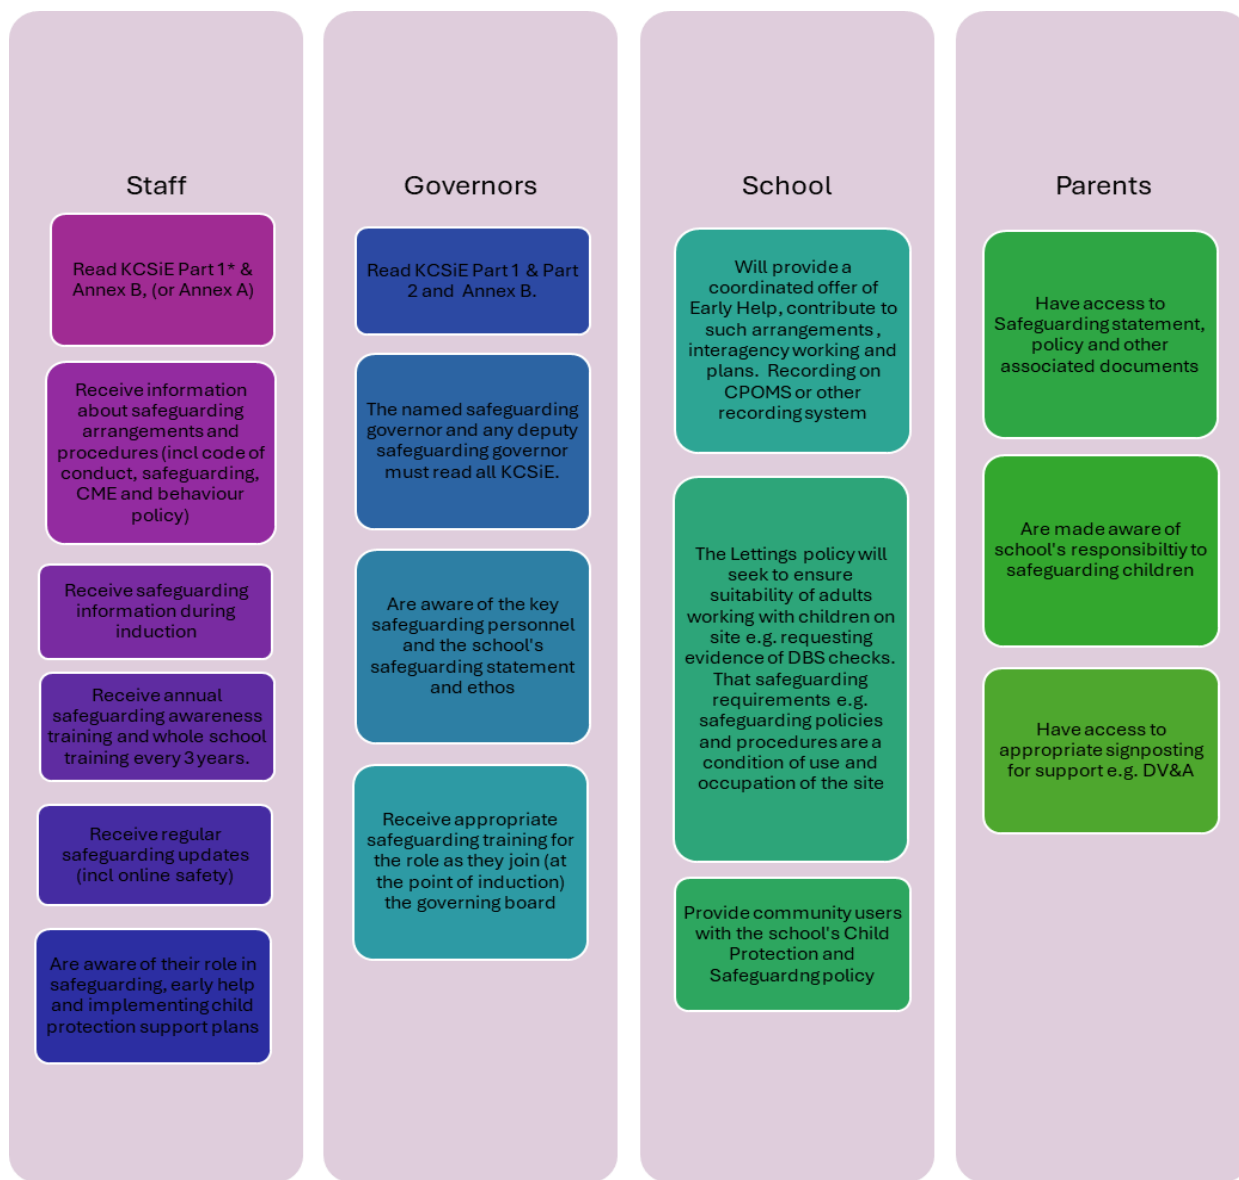 Staff
Read KCSiE Part 1* &
Annex B, (or Annex A)
Receive information
about safeguarding
arrangements and
procedures (incl code of
conduct, safeguarding,
CME and behaviour
policy)
Receive safeguarding
information during
induction
Receive annual
safeguarding awareness
training and whole school
training every 3 years.
Receive regular
safeguarding updates
(incl online safety)
Are aware of their role in
safeguarding, early help
and implementing child
protection support plans
Governors
Read KCSiE Part 1 & Part
2 and Annex B.
The named safeguarding
governor and any deputy
safeguarding governor
must read all KCSiE.
Are aware of the key
safeguarding personnel
and the school's
safeguarding statement
and ethos
Receive appropriate
safeguarding training for
the role as they join (at
the point of induction)
the governing board
School
Will provide a
coordinated offer of
Early Help, contribute to
such arrangements ,
interagency working and
plans. Recording on
CPOMS or other
recording system
The Lettings policy will
seek to ensure
suitability of adults
working with children on
site e.g. requesting
evidence of DBS checks.
That safeguarding
requirements e.g.
safeguarding policies
and procedures are a
condition of use and
occupation of the site
Provide community users
with the school's Child
Protection and
Safeguardng policy
Parents
Have access to
Safeguarding statement,
policy and other
associated documents
Are made aware of
school's responsibiltiy to
safeguarding children
Have access to
appropriate signposting
for support e.g. DV&A